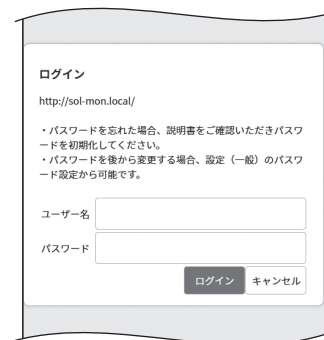 ログイン
http://sol-mon.local/
・パスワードを忘れた場合、説明書をご確認いただきパスワ
ードを初期化してください。
・パスワードを後から変更する場合、設定（一般）のパスワ
ード設定から可能です。
ユーザー名
パスワード
ログイン キャンセル